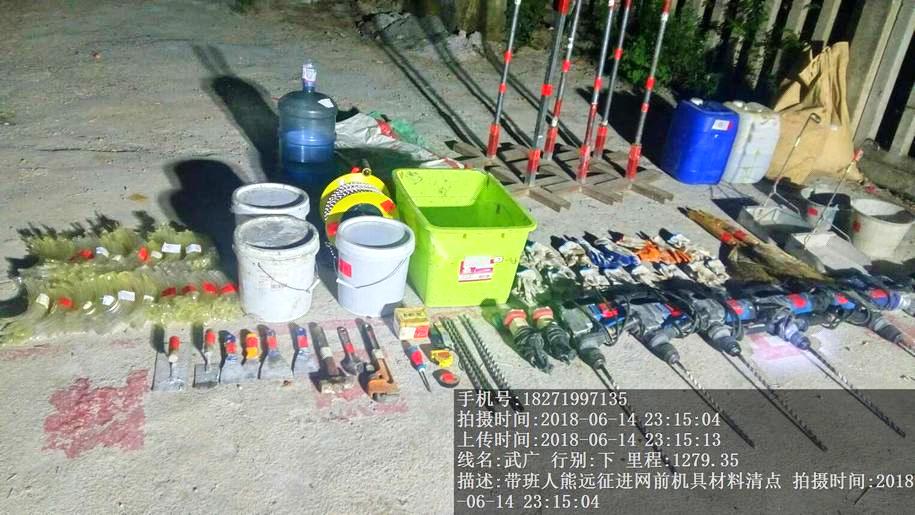 手机号:18271997135
拍摄时间:2018-06-14 23:15:04
上传时间:2018-06-14 23:15:13
线名:武广 行别:下 里程:1279.35
描述:带班人熊远征进网前机具材料清点 拍摄时间:2018
-06-14 23:15:04